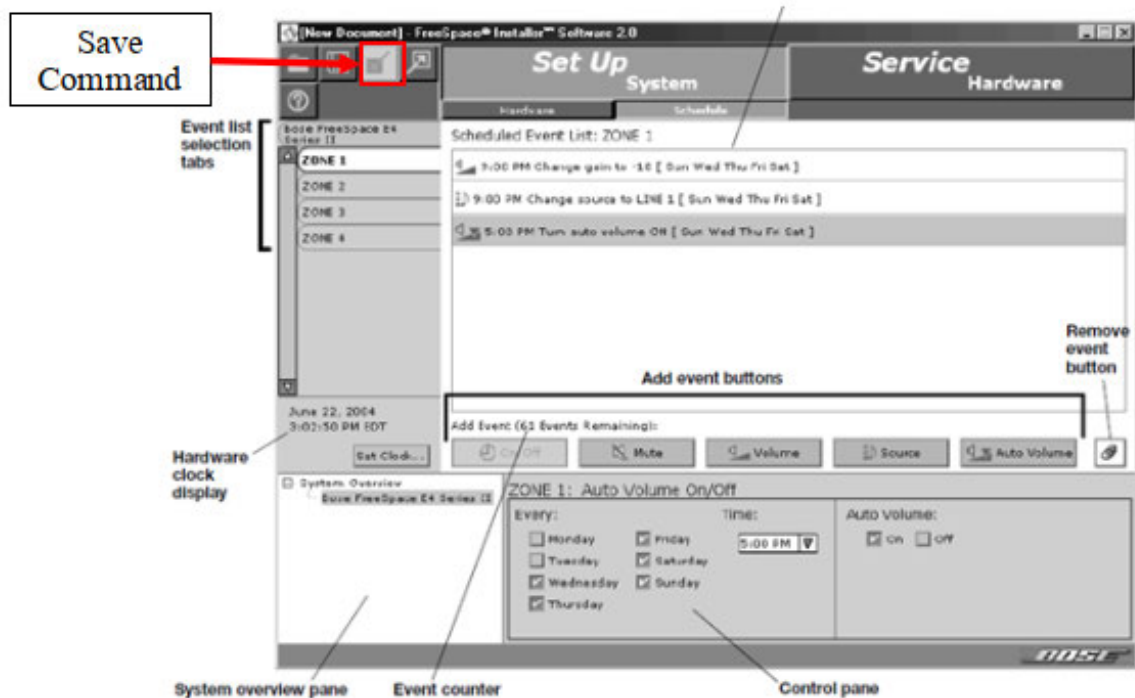 Save
Command
[New Document] - FreeSpace® Installer™ Software 2.0
Set Up
System
Service
Hardware
Hardware
Schedule
Event list
selection
tabs
Bose FreeSpace E4
Series II
ZONE 1
ZONE 2
ZONE 3
ZONE 4
Scheduled Event List: ZONE 1
9:00 PM Change gain to -10 [ Sun Wed Thu Fri Sat ]
9:00 PM Change source to LINE 1 [ Sun Wed Thu Fri Sat ]
5:00 PM Turn auto volume ON [ Sun Wed Thu Fri Sat ]
Remove
event
button
Add event buttons
June 22, 2004
3:02:50 PM EDT
Add Event (61 Events Remaining):
Hardware
clock
display
Set Clock...
On/Off
Mute
Volume
Source
Auto Volume
System Overview
Bose FreeSpace E4 Series II
ZONE 1: Auto Volume On/Off
Every:
Time:
Auto Volume:
Monday
Friday
5:00 PM
On
Off
Tuesday
Saturday
Wednesday
Sunday
Thursday
BOSE
System overview pane
Event counter
Control pane